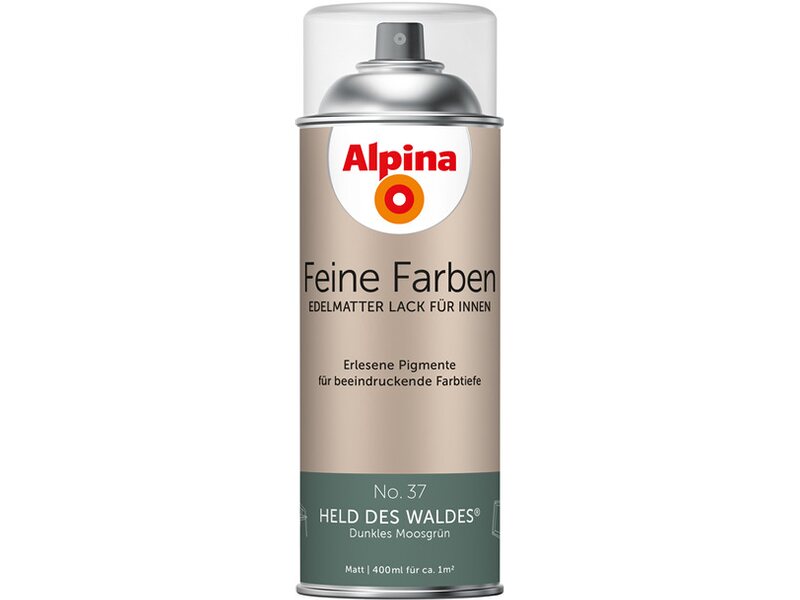 Alpina
Feine Farben
EDELMATTER LACK FÜR INNEN
Erlesene Pigmente
für beeindruckende Farbtiefe
No. 37
HELD DES WALDES®
Dunkles Moosgrün
Matt | 400ml für ca. 1m²